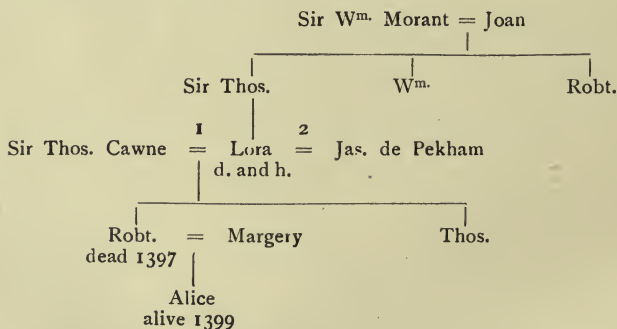 Sir Wm. Morant = Joan
Sir Thos. Wm. Robt.
1 2
Sir Thos. Cawne = Lora = Jas. de Pekham
d. and h.
Robt. = Margery Thos.
dead 1397
Alice
alive 1399